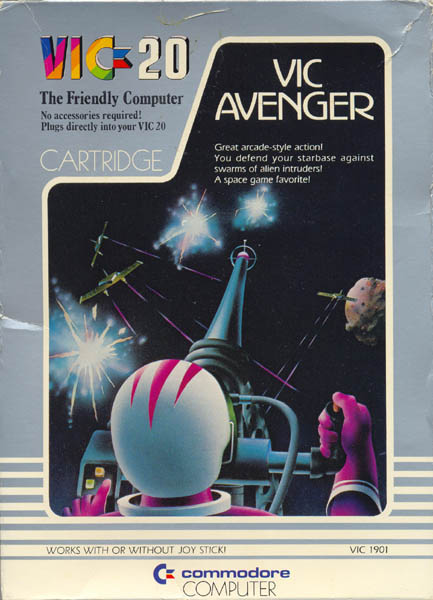 VIC-20
The Friendly Computer
No accessories required!
Plugs directly into your VIC 20
CARTRIDGE
VIC
AVENGER
Great arcade-style action!
You defend your starbase against
swarms of alien intruders!
A space game favorite!
WORKS WITH OR WITHOUT JOY STICK!
VIC 1901
commodore
COMPUTER